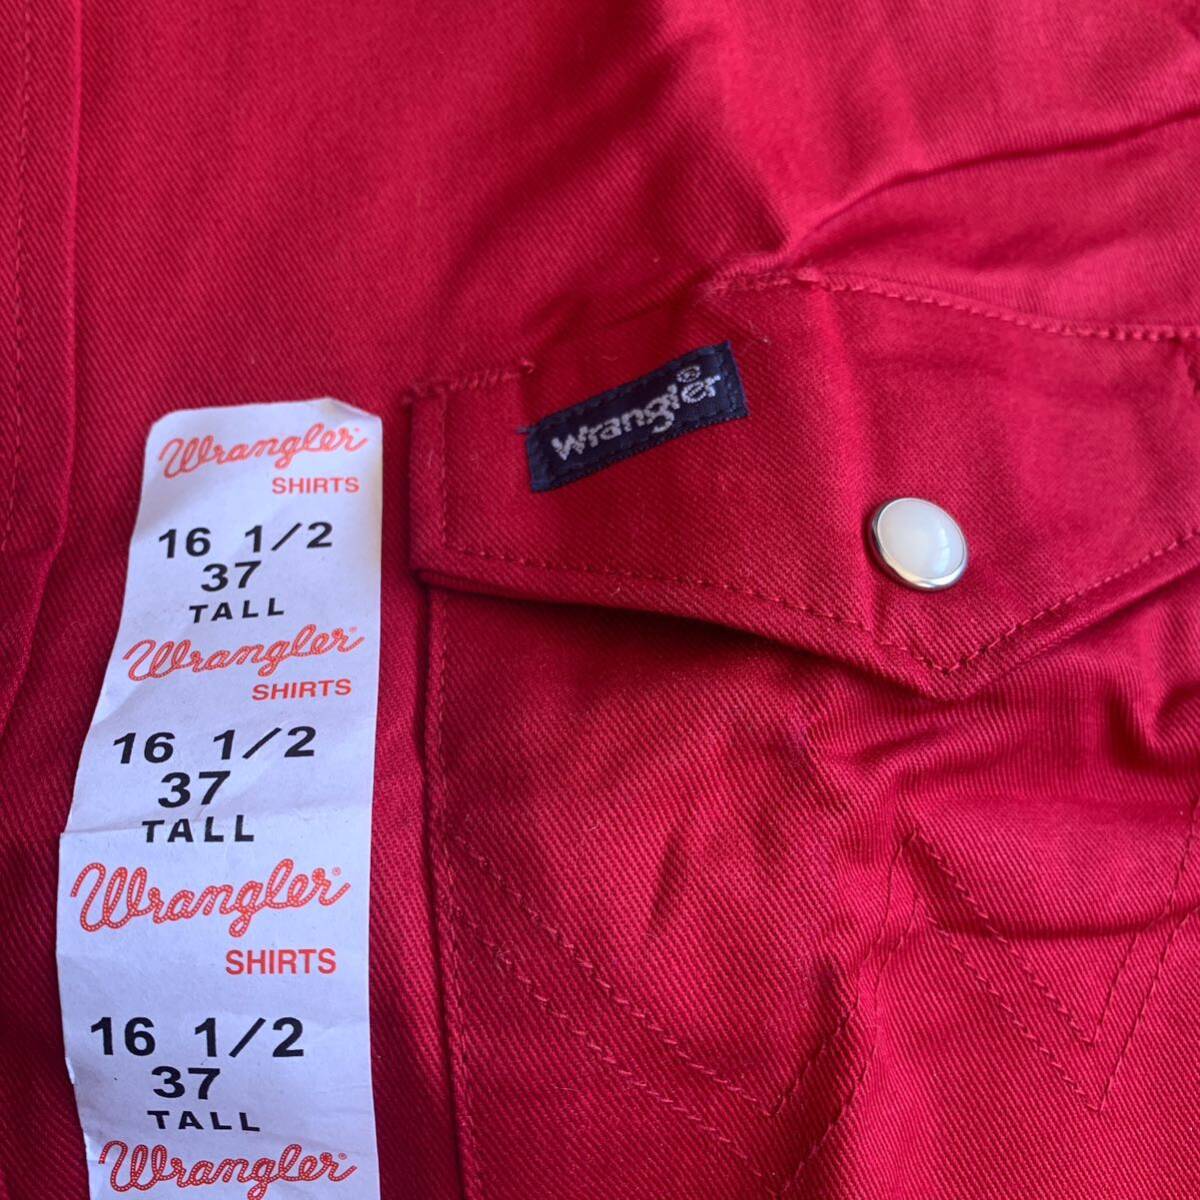 Wrangler®
Wrangler®
SHIRTS
16 1/2
37
TALL
Wrangler®
SHIRTS
16 1/2
37
TALL
Wrangler®
SHIRTS
16 1/2
37
TALL
Wrangler®